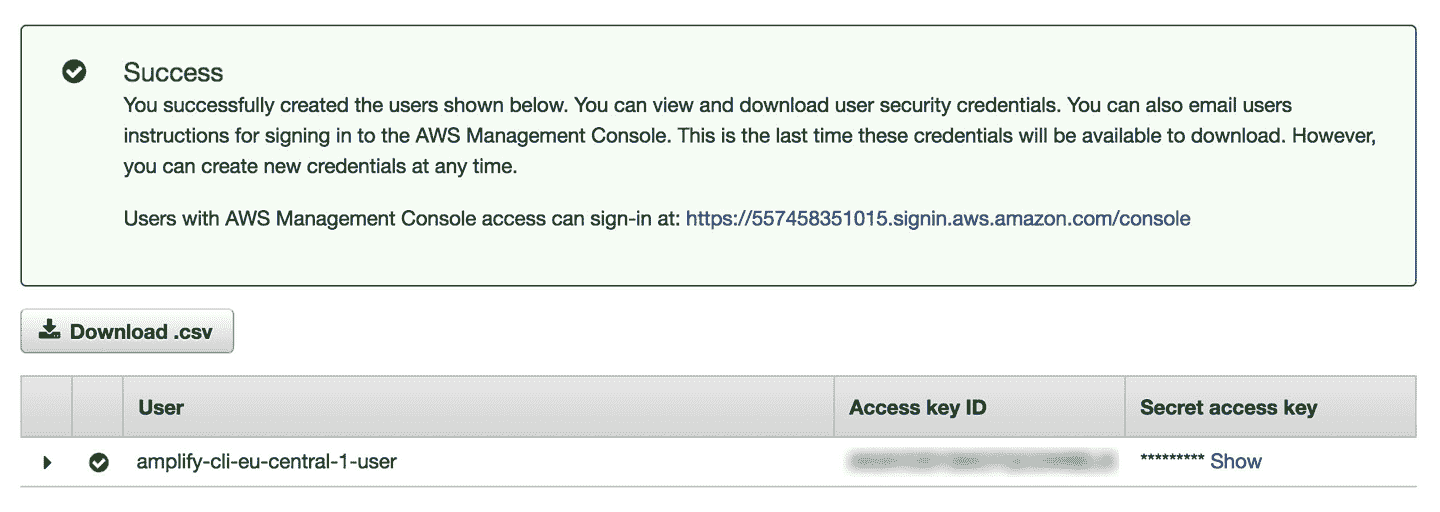 Success
You successfully created the users shown below. You can view and download user security credentials. You can also email users
instructions for signing in to the AWS Management Console. This is the last time these credentials will be available to download. However,
you can create new credentials at any time.
Users with AWS Management Console access can sign-in at: https://557458351015.signin.aws.amazon.com/console
Download .csv
User Access key ID Secret access key
amplify-cli-eu-central-1-user ********* Show